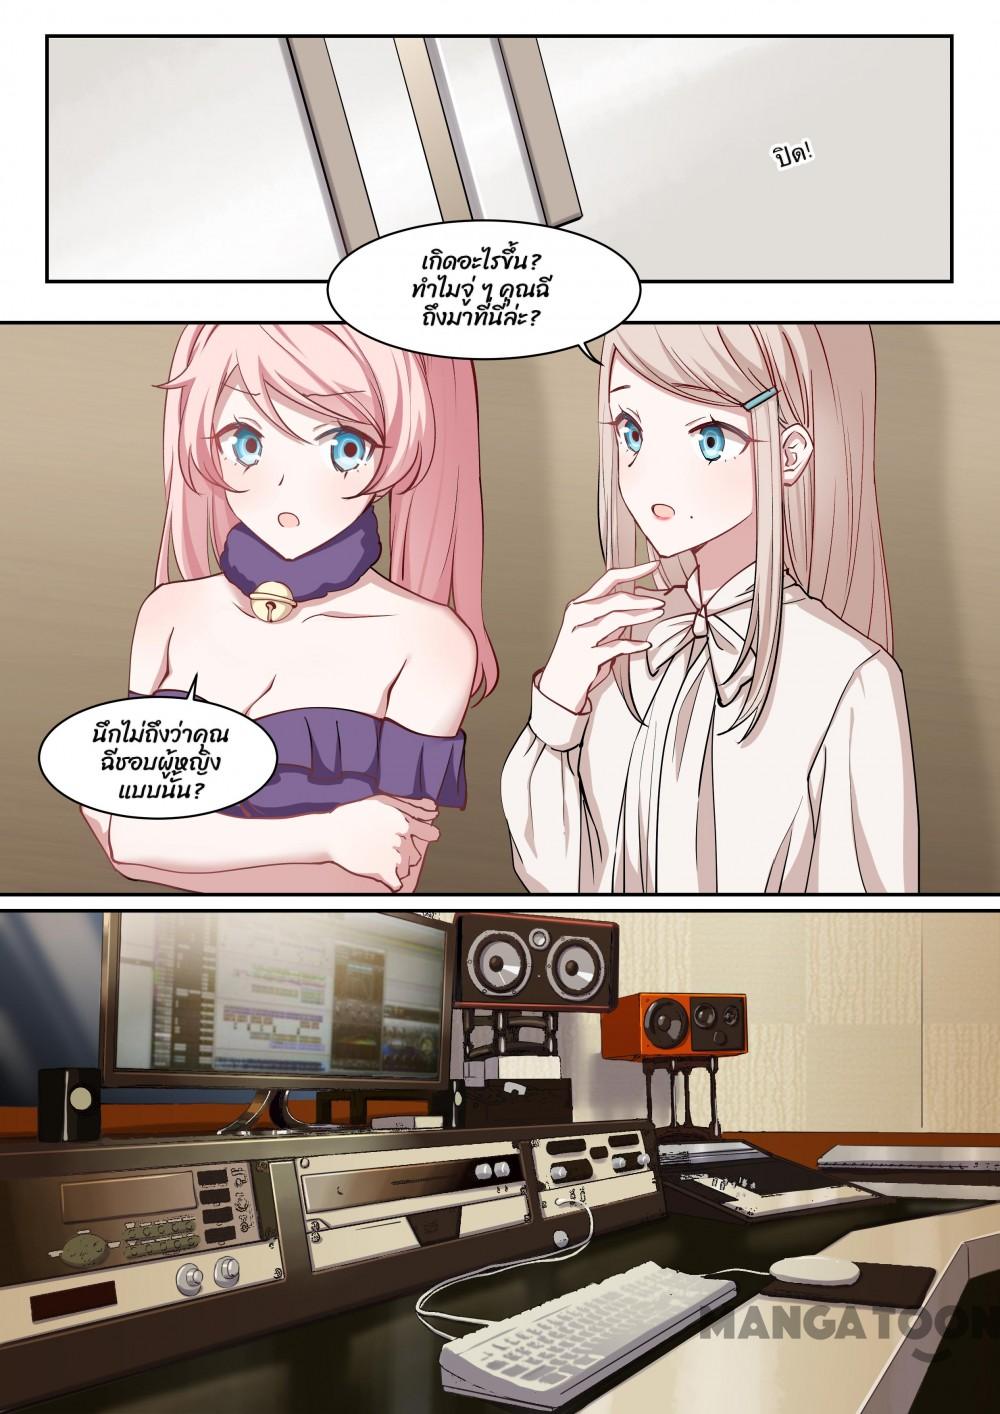 ปิด!
เกิดอะไรขึ้น?
ทำไมจู่ ๆ คุณฉี
ถึงมาที่นี่ล่ะ?
นึกไม่ถึงว่าคุณ
ฉีชอบผู้หญิง
แบบนั้น?
MANGATOON